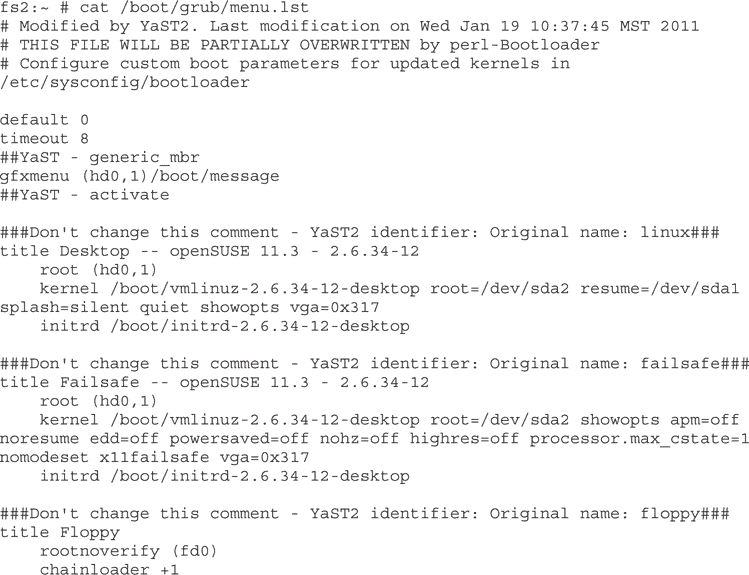 fs2:~ # cat /boot/grub/menu.lst
# Modified by YaST2. Last modification on Wed Jan 19 10:37:45 MST 2011
# THIS FILE WILL BE PARTIALLY OVERWRITTEN by perl-Bootloader
# Configure custom boot parameters for updated kernels in
/etc/sysconfig/bootloader

default 0
timeout 8
##YaST - generic_mbr
gfxmenu (hd0,1)/boot/message
##YaST - activate

###Don't change this comment - YaST2 identifier: Original name: linux###
title Desktop -- openSUSE 11.3 - 2.6.34-12
    root (hd0,1)
    kernel /boot/vmlinuz-2.6.34-12-desktop root=/dev/sda2 resume=/dev/sda1
splash=silent quiet showopts vga=0x317
    initrd /boot/initrd-2.6.34-12-desktop

###Don't change this comment - YaST2 identifier: Original name: failsafe###
title Failsafe -- openSUSE 11.3 - 2.6.34-12
    root (hd0,1)
    kernel /boot/vmlinuz-2.6.34-12-desktop root=/dev/sda2 showopts apm=off
noresume edd=off powersaved=off nohz=off highres=off processor.max_cstate=1
nomodeset x11failsafe vga=0x317
    initrd /boot/initrd-2.6.34-12-desktop

###Don't change this comment - YaST2 identifier: Original name: floppy###
title Floppy
    rootnoverify (fd0)
    chainloader +1